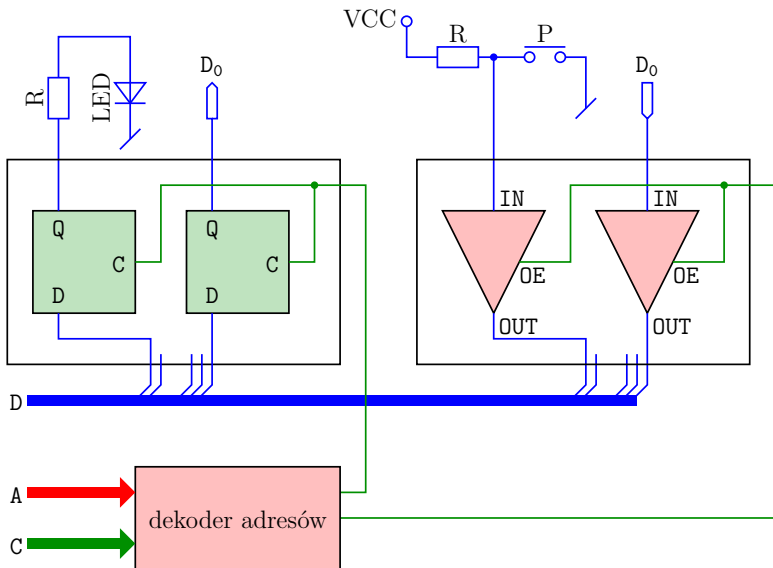 VCC
R
P
R
LED
D₀
D₀
Q
C
D
Q
C
D
IN
OE
OUT
IN
OE
OUT
D
A
C
dekoder adresów